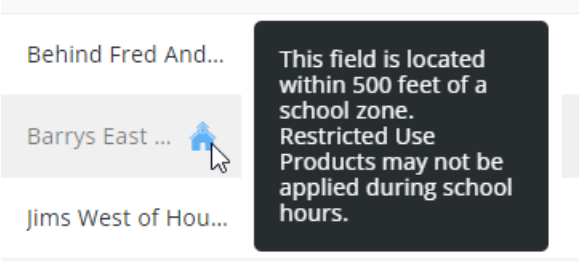 Behind Fred And...
Barrys East ...
Jims West of Hou...
This field is located
within 500 feet of a
school zone.
Restricted Use
Products may not be
applied during school
hours.